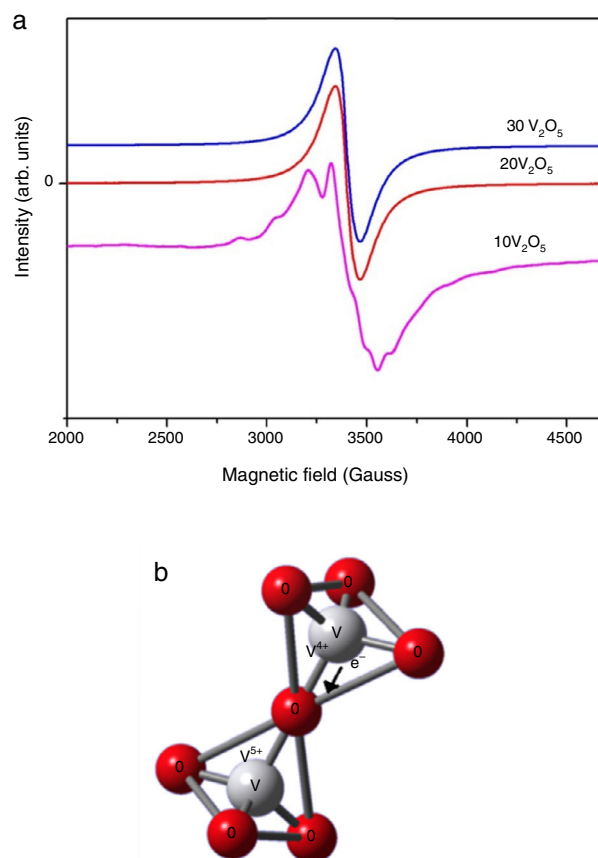 a
Intensity (arb. units)
0
30 V₂O₅
20V₂O₅
10V₂O₅
2000 2500 3000 3500 4000 4500
Magnetic field (Gauss)
b
0 0
V
V⁴⁺
e⁻
0
0
V⁵⁺
0
V
0 0